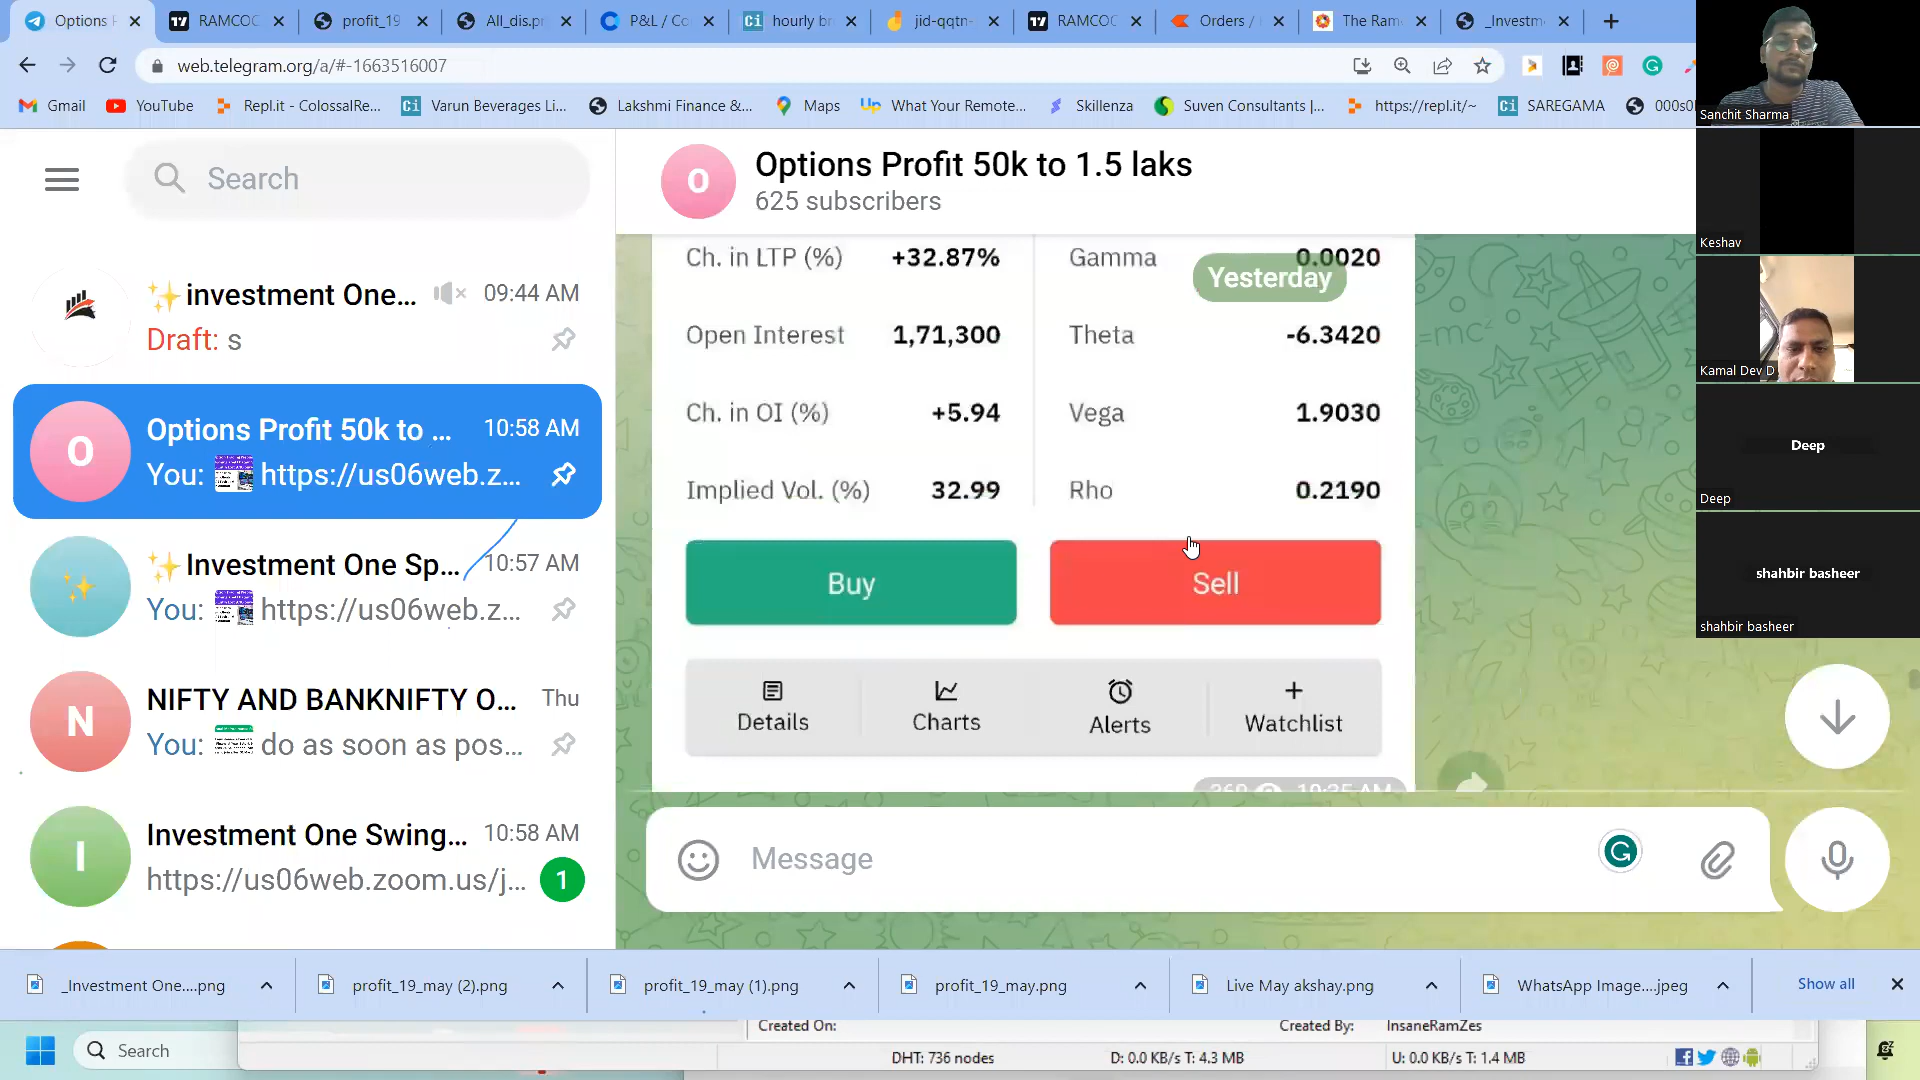 Options P
RAMCOC
profit_19
All_dis.p
P&L / Co
hourly br
jid-qqtn-
RAMCOC
Orders /
The Ram
_Investm
web.telegram.org/a/#-1663516007
Gmail
YouTube
Repl.it - ColossalRe...
Varun Beverages Li...
Lakshmi Finance &...
Maps
What Your Remote...
Skillenza
Suven Consultants |...
https://repl.it/~
SAREGAMA
000s0
Search
✨investment One...
09:44 AM
Draft: s
O
Options Profit 50k to ...
10:58 AM
You: https://us06web.z...
✨Investment One Sp...
10:57 AM
You: https://us06web.z...
N
NIFTY AND BANKNIFTY O...
Thu
You: do as soon as pos...
I
Investment One Swing...
10:58 AM
https://us06web.zoom.us/j...
1
O
Options Profit 50k to 1.5 laks
625 subscribers
Yesterday
Ch. in LTP (%) +32.87%
Gamma 0.0020
Open Interest 1,71,300
Theta -6.3420
Ch. in OI (%) +5.94
Vega 1.9030
Implied Vol. (%) 32.99
Rho 0.2190
Buy
Sell
Details
Charts
Alerts
Watchlist
Message
Sanchit Sharma
Keshav
Kamal Dev D
Deep
Deep
shahbir basheer
shahbir basheer
_Investment One....png
profit_19_may (2).png
profit_19_may (1).png
profit_19_may.png
Live May akshay.png
WhatsApp Image....jpeg
Show all
Search
Created On:
Created By:
InsaneRamZes
DHT: 736 nodes
D: 0.0 KB/s T: 4.3 MB
U: 0.0 KB/s T: 1.4 MB